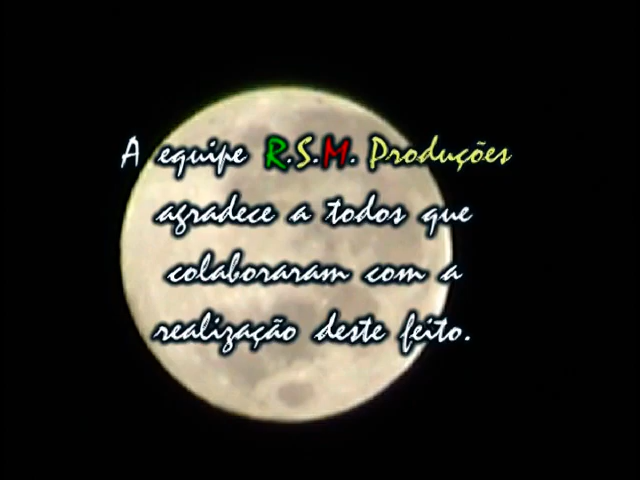 A equipe R.S.M. Produções
agradece a todos que
colaboraram com a
realização deste feito.